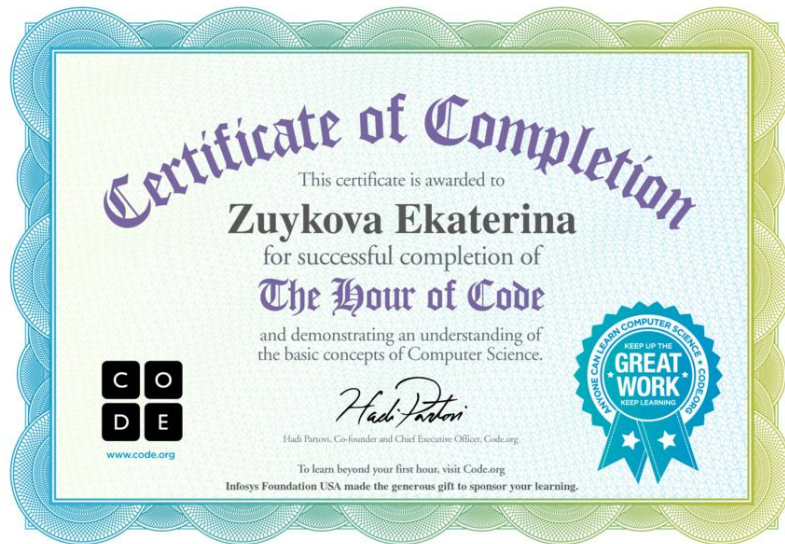 Certificate of Completion
This certificate is awarded to
Zuykova Ekaterina
for successful completion of
The Hour of Code
and demonstrating an understanding of
the basic concepts of Computer Science.
C O
D E
www.code.org
Hadi Partovi
Hadi Partovi, Co-founder and Chief Executive Officer, Code.org
ANYONE CAN LEARN COMPUTER SCIENCE • CODE.ORG •
KEEP UP THE
GREAT
WORK
KEEP LEARNING
To learn beyond your first hour, visit Code.org
Infosys Foundation USA made the generous gift to sponsor your learning.